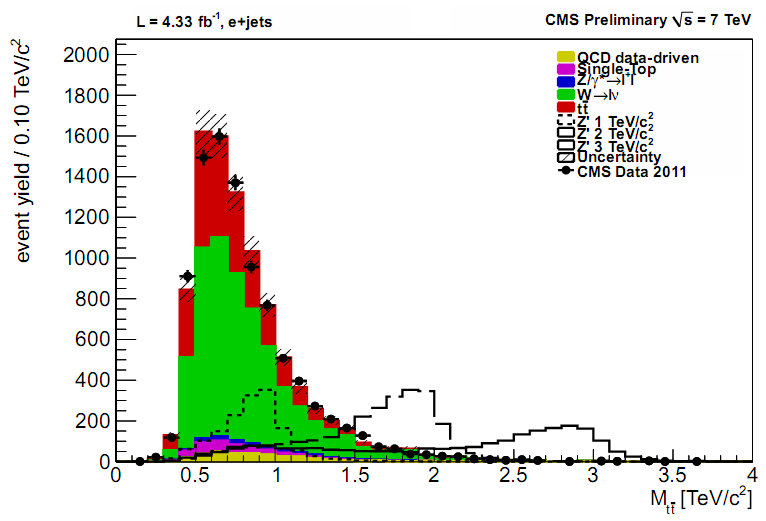 L = 4.33 fb⁻¹, e+jets
CMS Preliminary √s = 7 TeV
event yield / 0.10 TeV/c²
2000
1800
1600
1400
1200
1000
800
600
400
200
0
QCD data-driven
Single-Top
Z/γ*→l⁺l⁻
W→lν
tt̄
Z' 1 TeV/c²
Z' 2 TeV/c²
Z' 3 TeV/c²
Uncertainty
CMS Data 2011
0 0.5 1 1.5 2 2.5 3 3.5 4
M_tt̄ [TeV/c²]